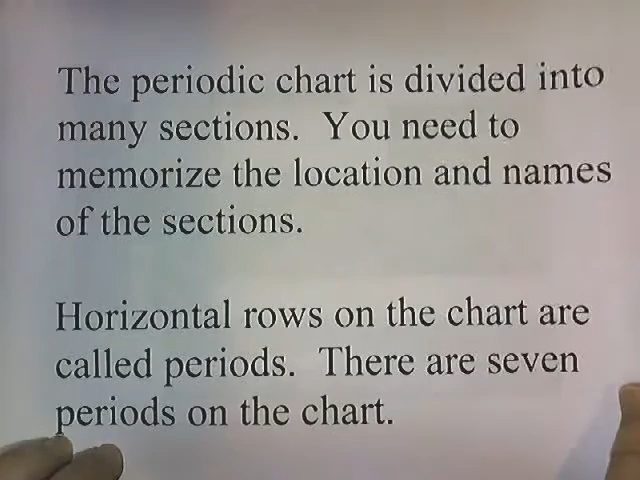 The periodic chart is divided into
many sections.  You need to
memorize the location and names
of the sections.
Horizontal rows on the chart are
called periods.  There are seven
periods on the chart.